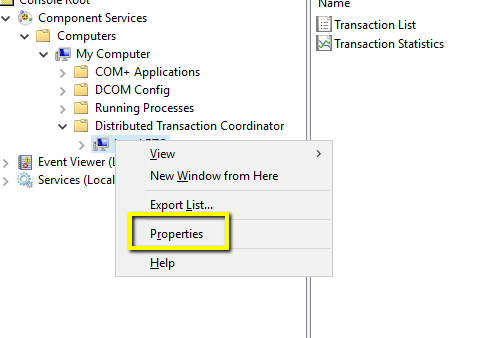 Console Root
Component Services
Computers
My Computer
COM+ Applications
DCOM Config
Running Processes
Distributed Transaction Coordinator
Event Viewer (L
Services (Local
View
New Window from Here
Export List...
Properties
Help
Name
Transaction List
Transaction Statistics